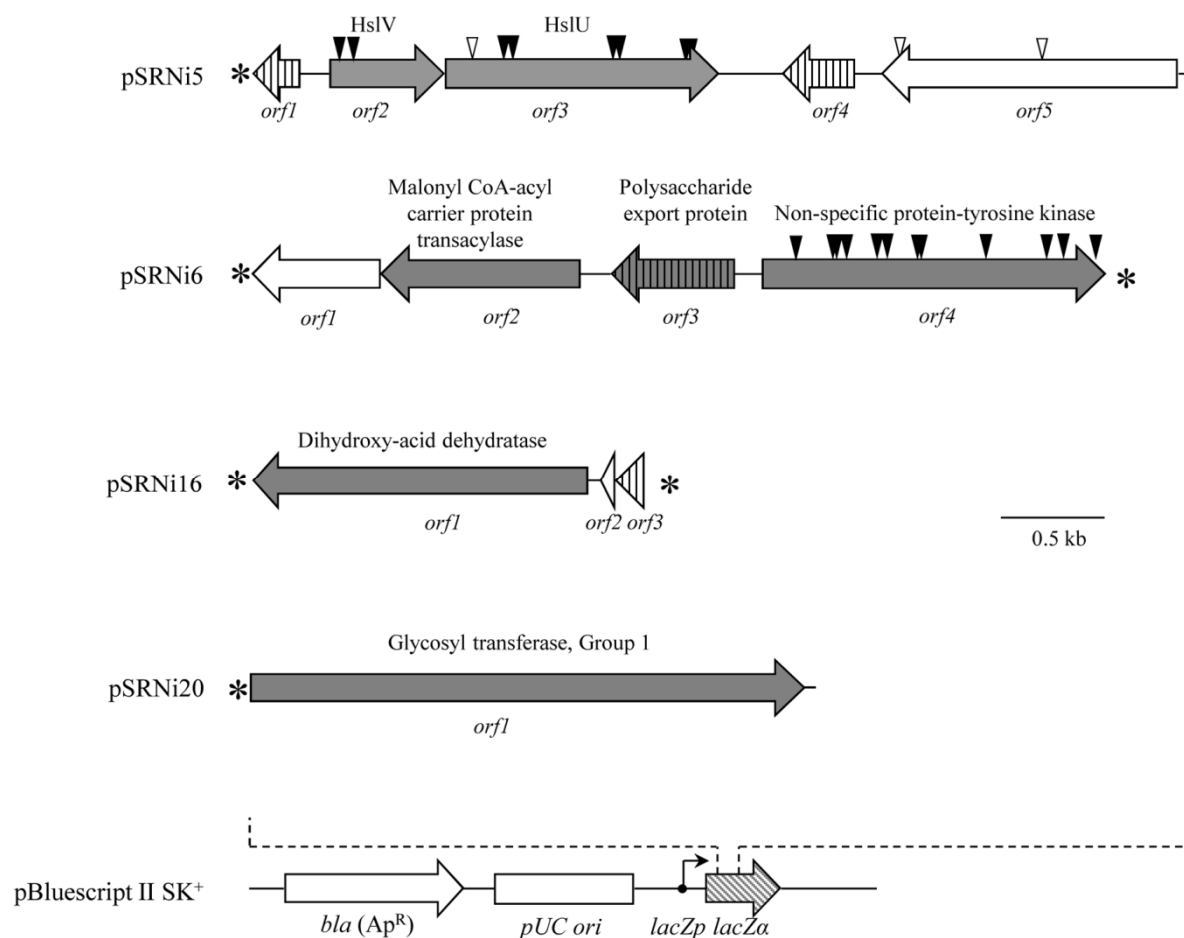 HslV HslU
pSRNi5 * 
orf1 orf2 orf3 orf4 orf5
Malonyl CoA-acyl
carrier protein
transacylase
Polysaccharide
export protein
Non-specific protein-tyrosine kinase
pSRNi6 * *
orf1 orf2 orf3 orf4
Dihydroxy-acid dehydratase
pSRNi16 * *
orf1 orf2 orf3
0.5 kb
Glycosyl transferase, Group 1
pSRNi20 *
orf1
pBluescript II SK⁺
bla (Apᴿ) pUC ori lacZp lacZα